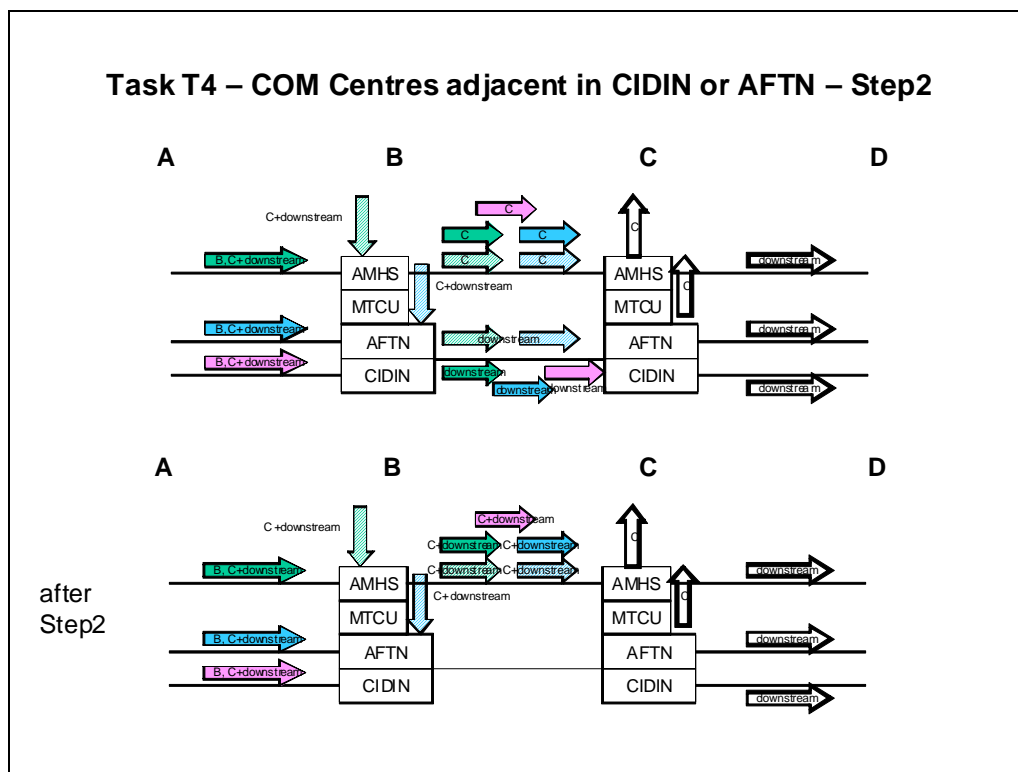 Task T4 – COM Centres adjacent in CIDIN or AFTN – Step2
A B C D
C+downstream
C
C
C C
C C
B, C+downstream
C+downstream
C
downstream
AMHS
AMHS
MTCU
MTCU
B, C+downstream
AFTN
downstream
AFTN
downstream
B, C+downstream
CIDIN
downstream
downstream
downstream
CIDIN
downstream
A B C D
C+downstream
C+downstream
C
C+downstream C+downstream
C+downstream C+downstream
B, C+downstream
C+downstream
C
downstream
after
Step2
AMHS
AMHS
MTCU
MTCU
B, C+downstream
AFTN
AFTN
downstream
B, C+downstream
CIDIN
CIDIN
downstream